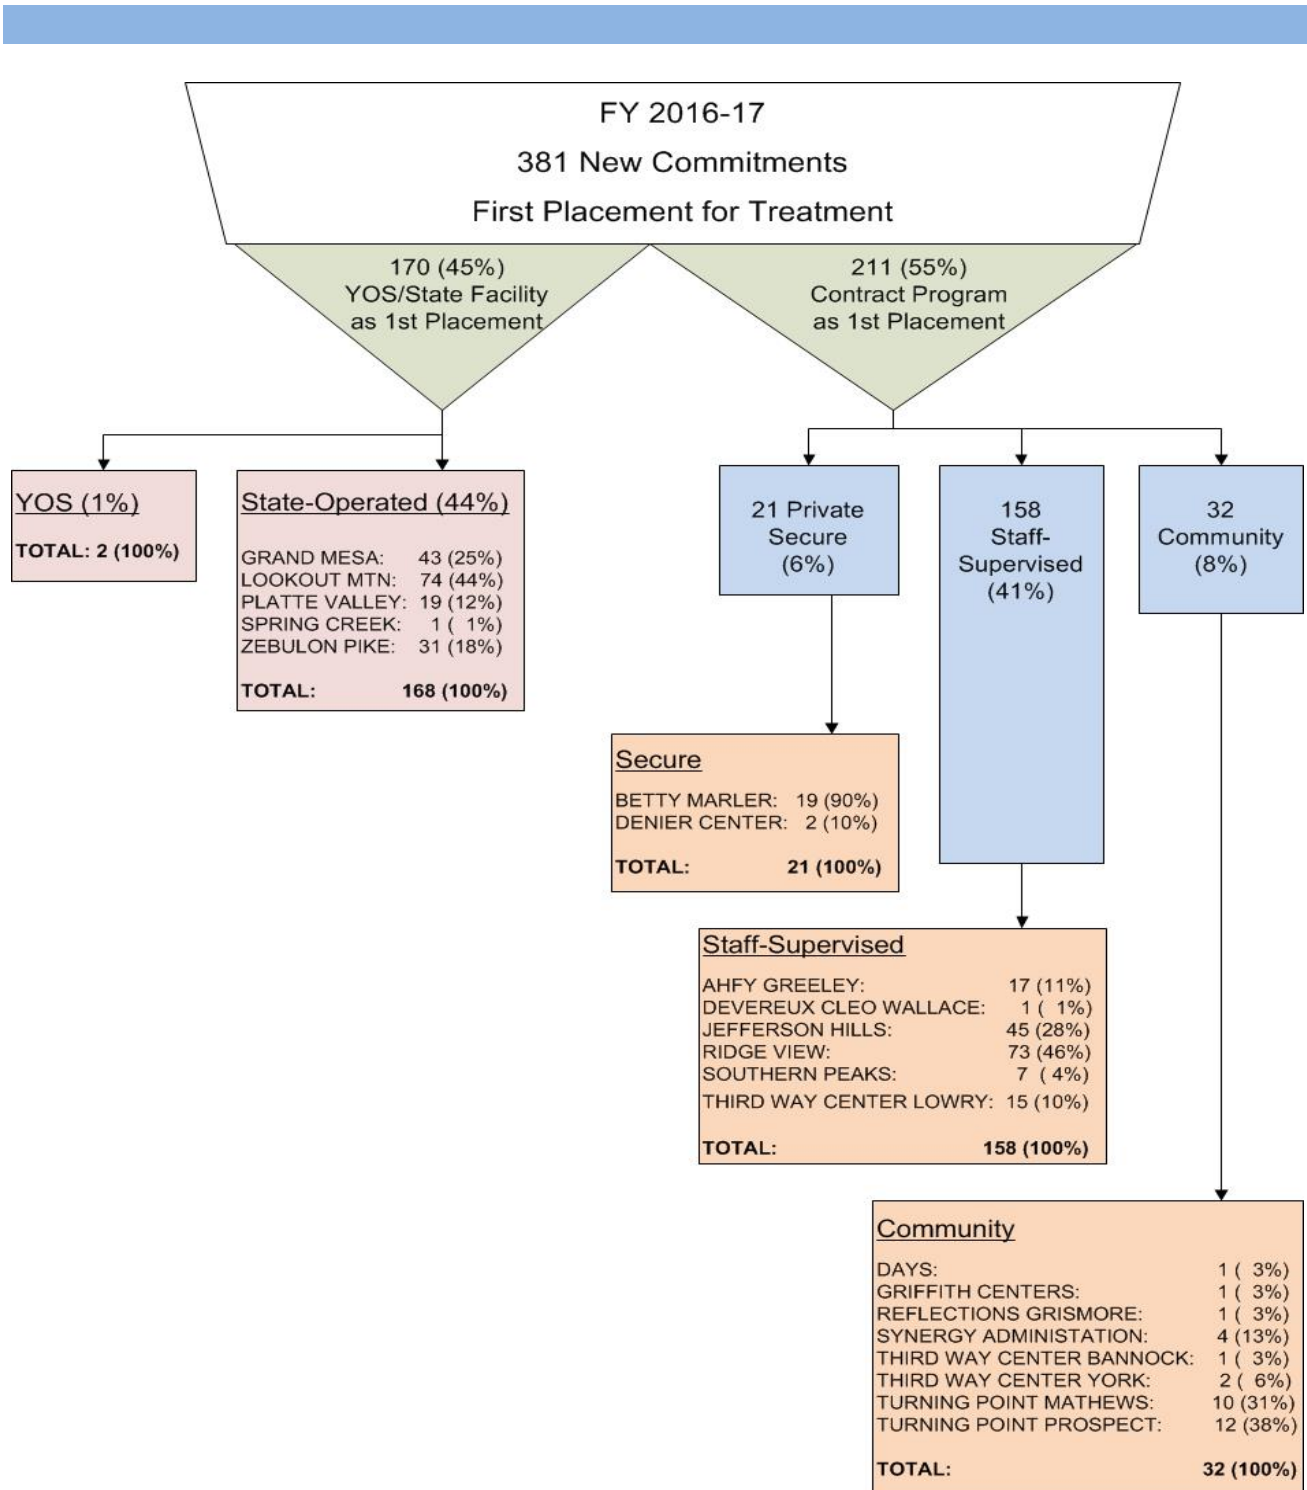 FY 2016-17
381 New Commitments
First Placement for Treatment
170 (45%)
YOS/State Facility
as 1st Placement
211 (55%)
Contract Program
as 1st Placement
YOS (1%)
TOTAL: 2 (100%)
State-Operated (44%)
GRAND MESA: 43 (25%)
LOOKOUT MTN: 74 (44%)
PLATTE VALLEY: 19 (12%)
SPRING CREEK: 1 ( 1%)
ZEBULON PIKE: 31 (18%)
TOTAL: 168 (100%)
21 Private
Secure
(6%)
158
Staff-
Supervised
(41%)
32
Community
(8%)
Secure
BETTY MARLER: 19 (90%)
DENIER CENTER: 2 (10%)
TOTAL: 21 (100%)
Staff-Supervised
AHFY GREELEY: 17 (11%)
DEVEREUX CLEO WALLACE: 1 ( 1%)
JEFFERSON HILLS: 45 (28%)
RIDGE VIEW: 73 (46%)
SOUTHERN PEAKS: 7 ( 4%)
THIRD WAY CENTER LOWRY: 15 (10%)
TOTAL: 158 (100%)
Community
DAYS: 1 ( 3%)
GRIFFITH CENTERS: 1 ( 3%)
REFLECTIONS GRISMORE: 1 ( 3%)
SYNERGY ADMINISTATION: 4 (13%)
THIRD WAY CENTER BANNOCK: 1 ( 3%)
THIRD WAY CENTER YORK: 2 ( 6%)
TURNING POINT MATHEWS: 10 (31%)
TURNING POINT PROSPECT: 12 (38%)
TOTAL: 32 (100%)